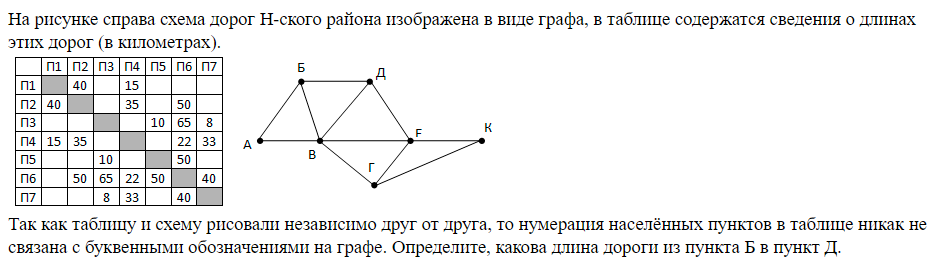 На рисунке справа схема дорог Н-ского района изображена в виде графа, в таблице содержатся сведения о длинах
этих дорог (в километрах).
П1 П2 П3 П4 П5 П6 П7
П1 40 15
П2 40 35 50
П3 10 65 8
П4 15 35 22 33
П5 10 50
П6 50 65 22 50 40
П7 8 33 40
Б Д
А В F К
Г
Так как таблицу и схему рисовали независимо друг от друга, то нумерация населённых пунктов в таблице никак не
связана с буквенными обозначениями на графе. Определите, какова длина дороги из пункта Б в пункт Д.